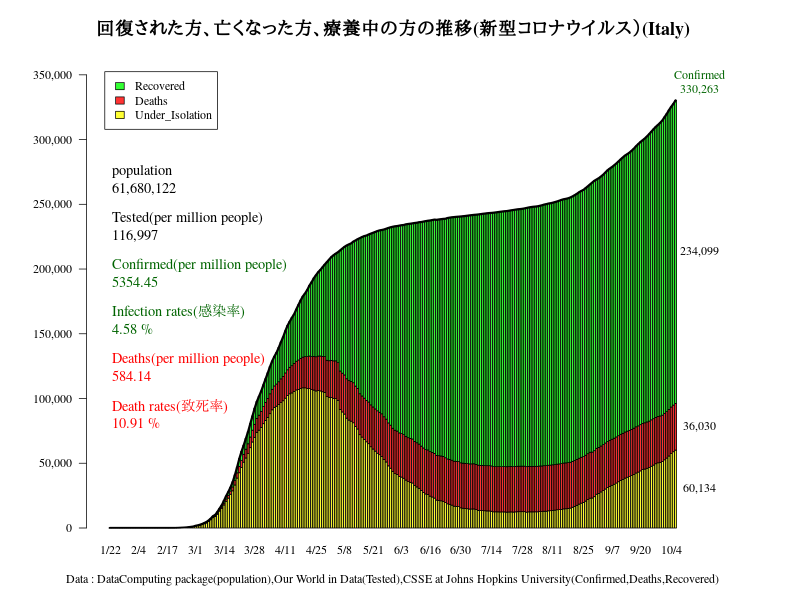 回復された方、亡くなった方、療養中の方の推移(新型コロナウイルス）(Italy)
Confirmed
330,263
350,000
300,000
250,000
200,000
150,000
100,000
50,000
0
Recovered
Deaths
Under_Isolation
population
61,680,122
Tested(per million people)
116,997
Confirmed(per million people)
5354.45
Infection rates(感染率)
4.58 %
Deaths(per million people)
584.14
Death rates(致死率)
10.91 %
234,099
36,030
60,134
1/22 2/4 2/17 3/1 3/14 3/28 4/11 4/25 5/8 5/21 6/3 6/16 6/30 7/14 7/28 8/11 8/25 9/7 9/20 10/4
Data : DataComputing package(population),Our World in Data(Tested),CSSE at Johns Hopkins University(Confirmed,Deaths,Recovered)